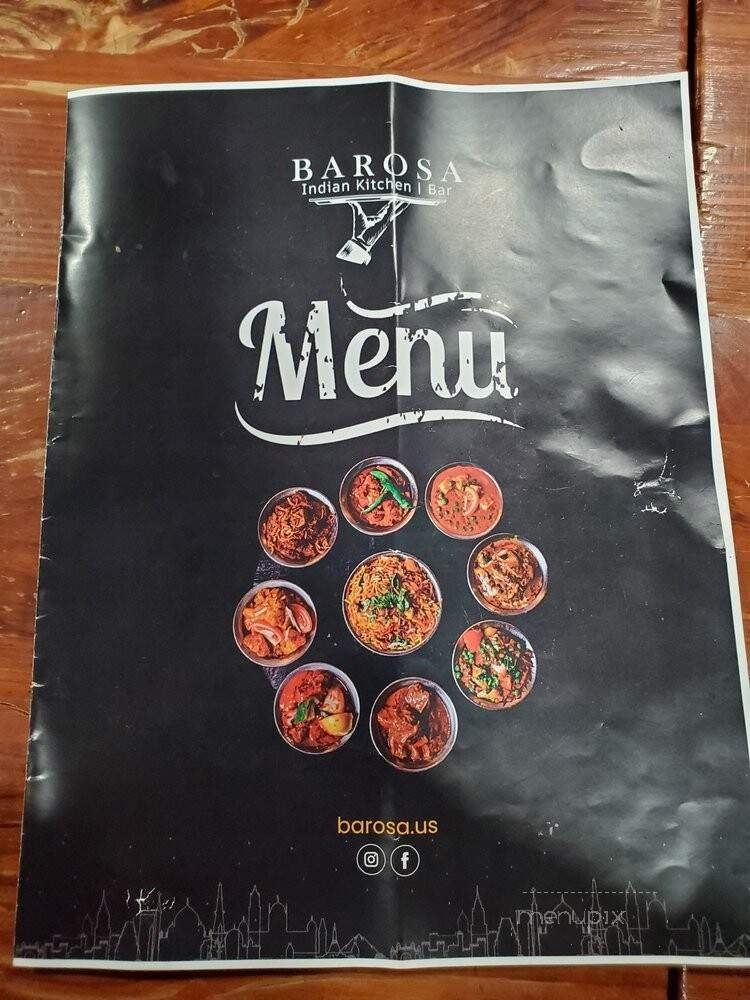 BAROSA
Indian Kitchen | Bar
Menu
barosa.us
menupix